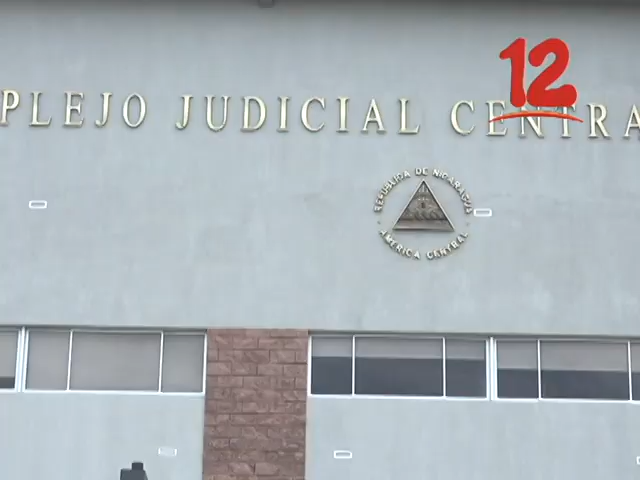 PLEJO JUDICIAL CENTRA
12
REPUBLICA DE NICARAGUA
AMERICA CENTRAL